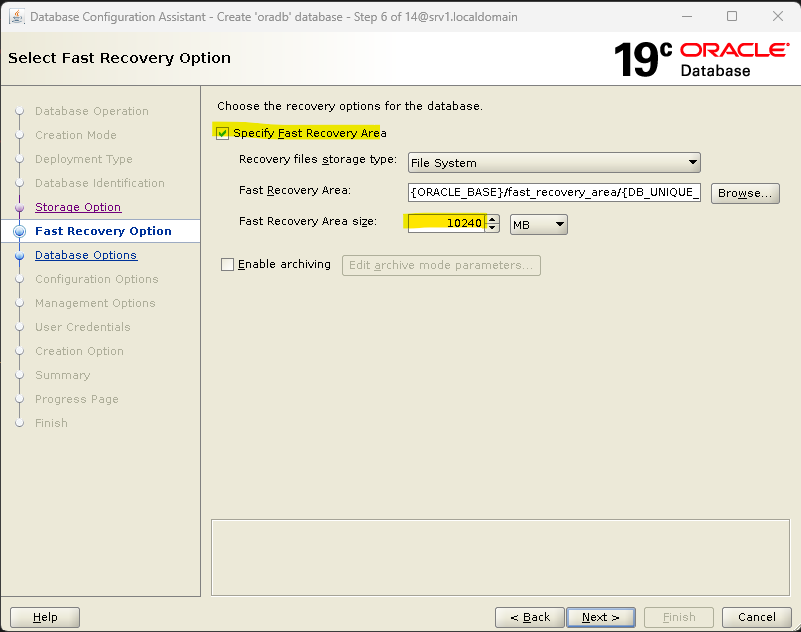 Database Configuration Assistant - Create 'oradb' database - Step 6 of 14@srv1.localdomain
Select Fast Recovery Option
19c ORACLE
Database
Database Operation
Creation Mode
Deployment Type
Database Identification
Storage Option
Fast Recovery Option
Database Options
Configuration Options
Management Options
User Credentials
Creation Option
Summary
Progress Page
Finish
Choose the recovery options for the database.
Specify Fast Recovery Area
Recovery files storage type: File System
Fast Recovery Area: {ORACLE_BASE}/fast_recovery_area/{DB_UNIQUE_ Browse...
Fast Recovery Area size: 10240 MB
Enable archiving Edit archive mode parameters...
Help < Back Next > Finish Cancel